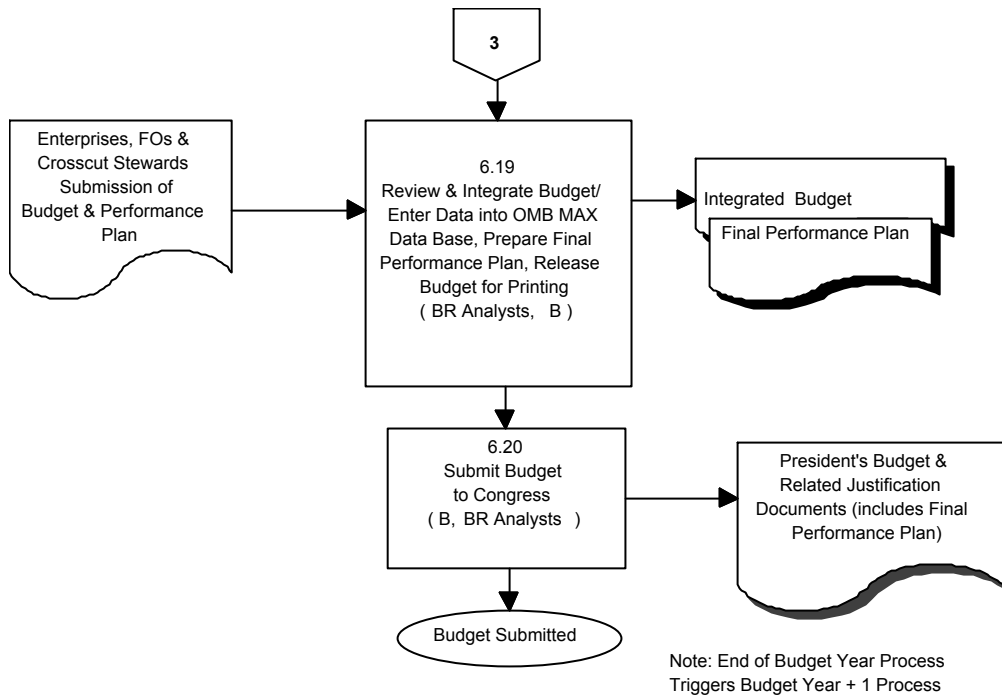 3
Enterprises, FOs &
Crosscut Stewards
Submission of
Budget & Performance
Plan
6.19
Review & Integrate Budget/
Enter Data into OMB MAX
Data Base, Prepare Final
Performance Plan, Release
Budget for Printing
( BR Analysts, B )
Integrated Budget
Final Performance Plan
6.20
Submit Budget
to Congress
( B, BR Analysts )
President's Budget &
Related Justification
Documents (includes Final
Performance Plan)
Budget Submitted
Note: End of Budget Year Process
Triggers Budget Year + 1 Process